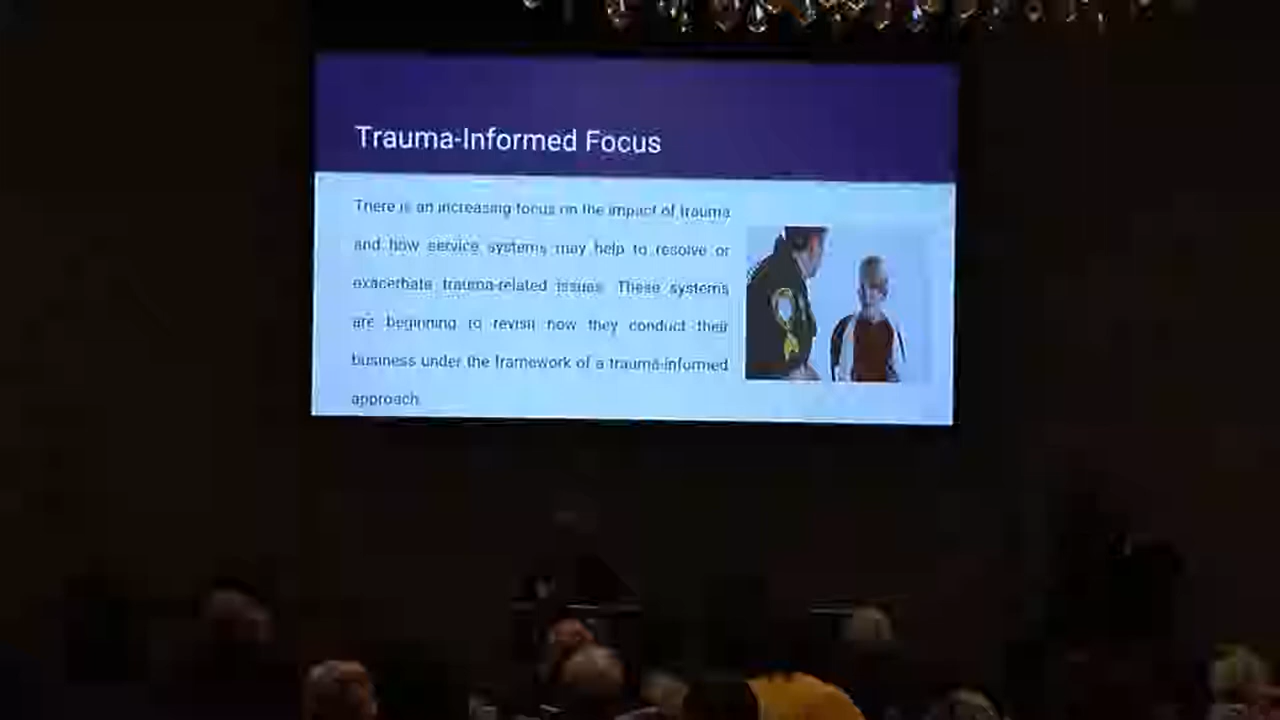 Trauma-Informed Focus
There is an increasing focus on the impact of trauma
and how service systems may help to resolve or
exacerbate trauma-related issues. These systems
are beginning to revisit how they conduct their
business under the framework of a trauma-informed
approach.